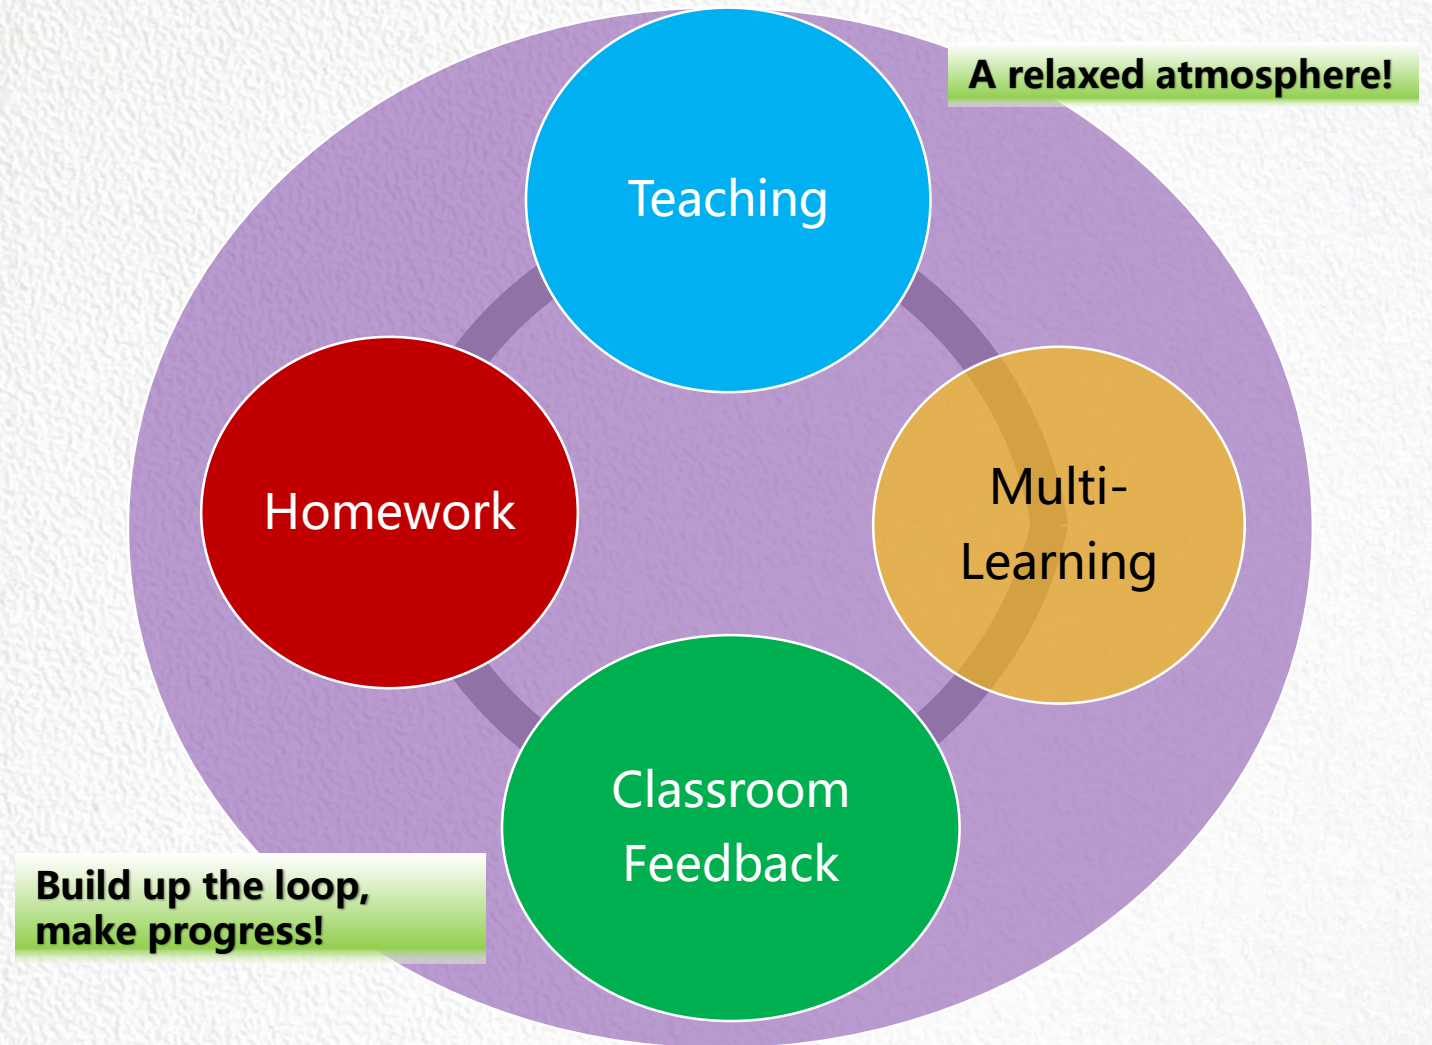 A relaxed atmosphere!
Teaching
Homework
Multi-
Learning
Classroom
Feedback
Build up the loop,
make progress!